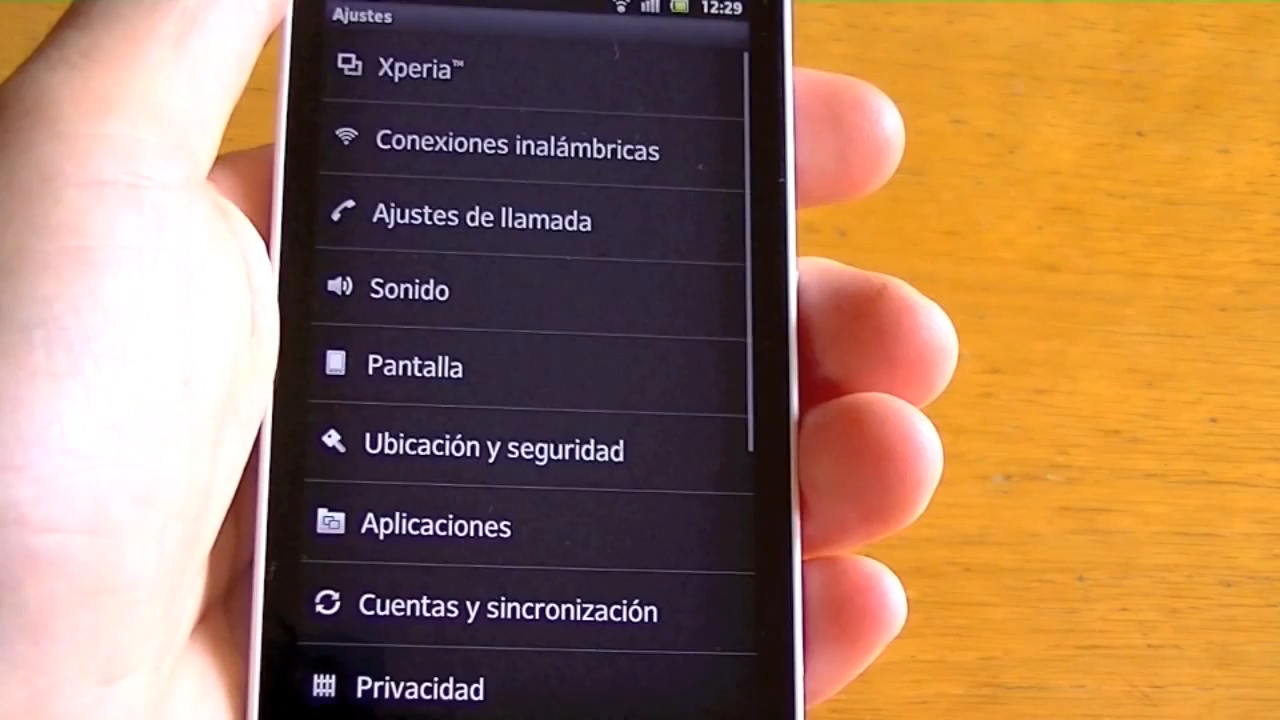 12:29
Ajustes
Xperia™
Conexiones inalámbricas
Ajustes de llamada
Sonido
Pantalla
Ubicación y seguridad
Aplicaciones
Cuentas y sincronización
Privacidad